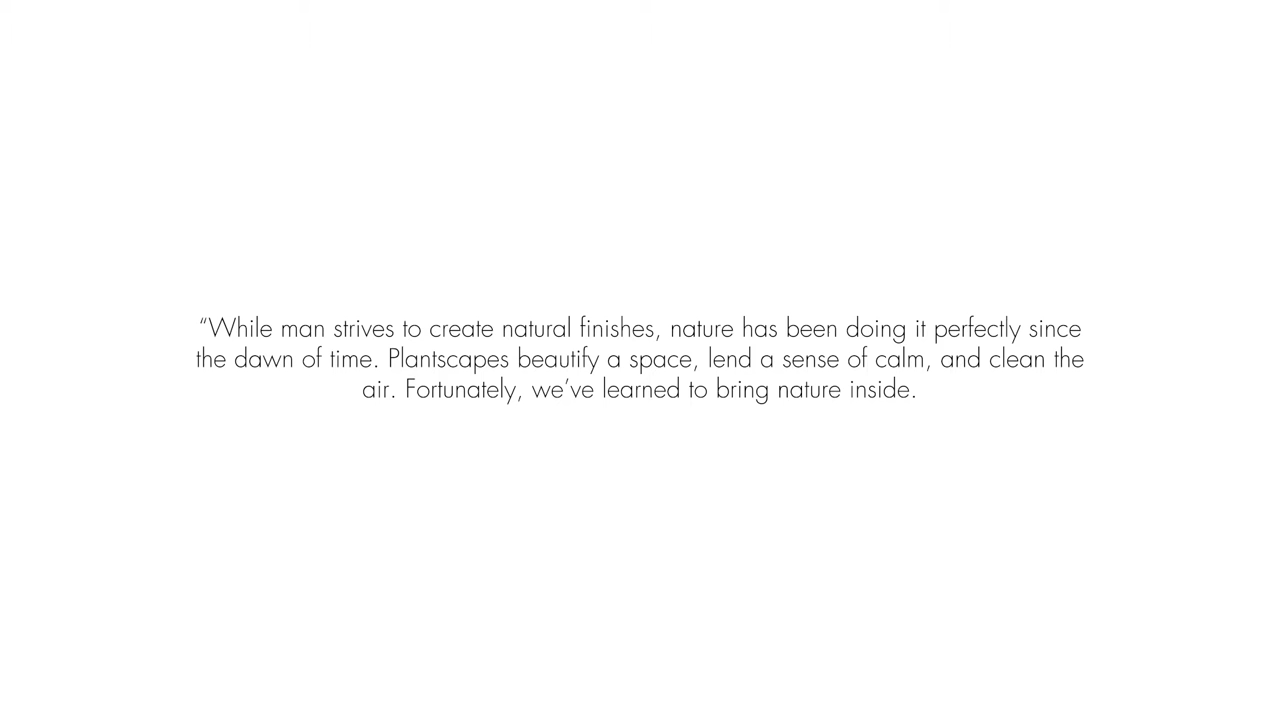 “While man strives to create natural finishes, nature has been doing it perfectly since
the dawn of time. Plantscapes beautify a space, lend a sense of calm, and clean the
air. Fortunately, we’ve learned to bring nature inside.